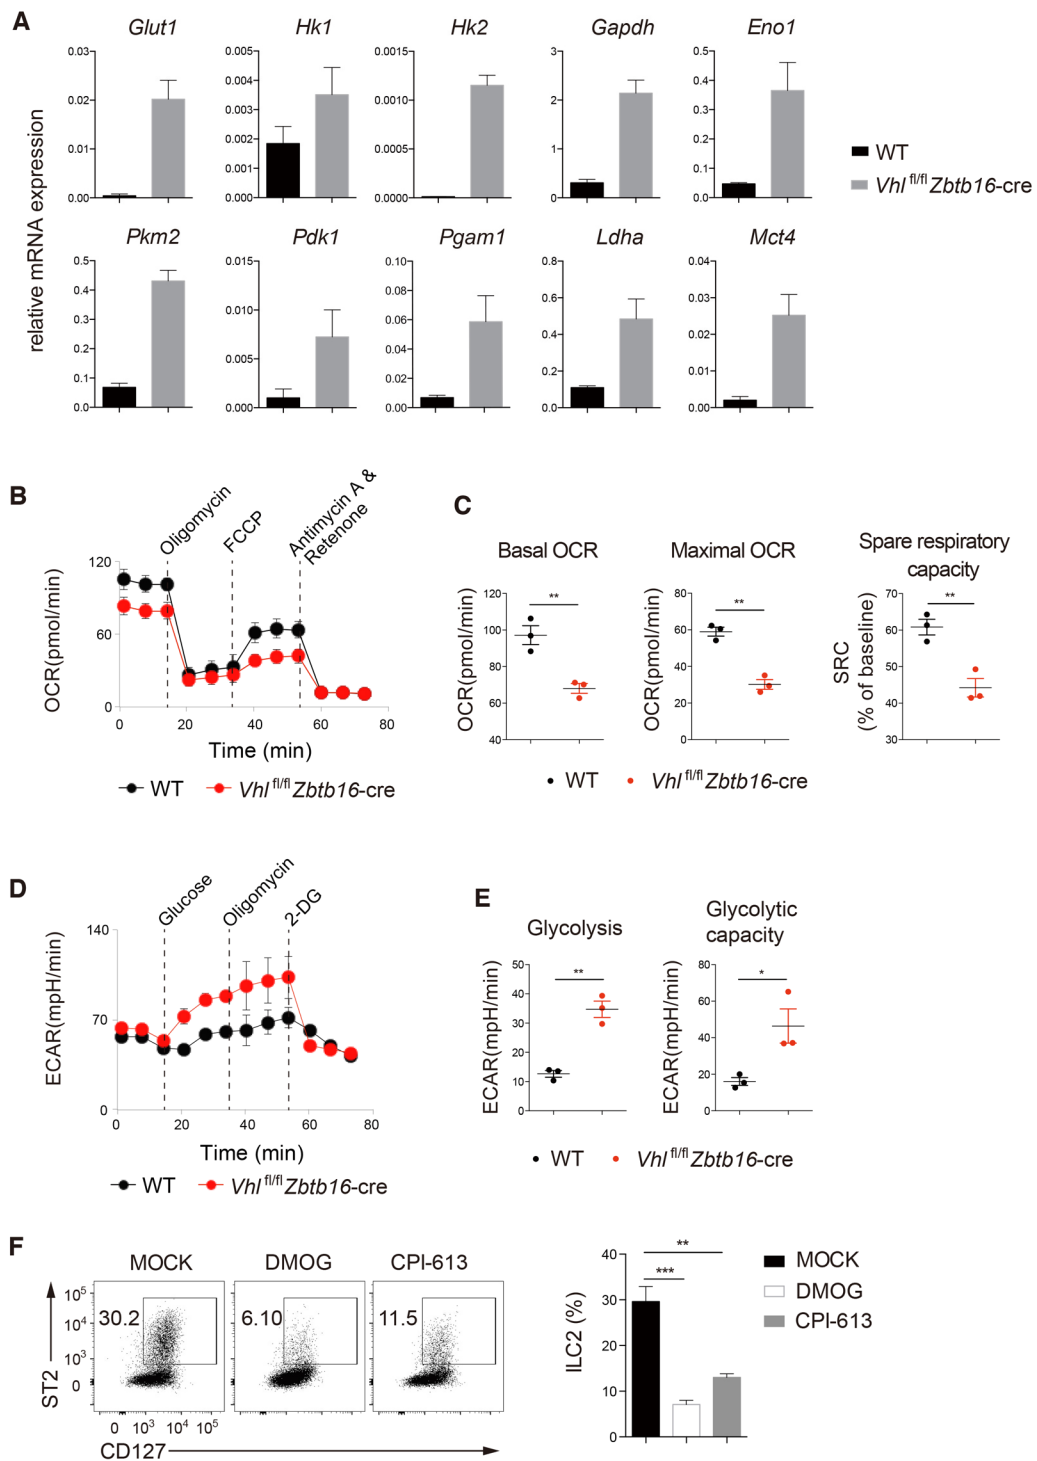 A
Glut1 Hk1 Hk2 Gapdh Eno1
0.03 0.005 0.0015 3 0.5
0.004 0.4
0.02 0.003 0.0010 2 0.3
0.002 0.2
0.01 0.0005 1
0.001 0.1
0.00 0.000 0.0000 0 0.0
relative mRNA expression
WT
Vhl fl/fl Zbtb16-cre
Pkm2 Pdk1 Pgam1 Ldha Mct4
0.5 0.015 0.10 0.8 0.04
0.4 0.08
0.3 0.010 0.06 0.6 0.03
0.2 0.04 0.4 0.02
0.005 0.2 0.01
0.1 0.02
0.0 0.000 0.00 0.0 0.00
B
Oligomycin
FCCP
Antimycin A &
Retenone
120
60
0
OCR(pmol/min)
0 20 40 60 80
Time (min)
WT Vhl fl/fl Zbtb16-cre
C
Basal OCR Maximal OCR Spare respiratory
capacity
OCR(pmol/min)
120
100
80
60
40
**
OCR(pmol/min)
80
60
40
20
0
**
SRC
(% of baseline)
70
60
50
40
30
**
WT Vhl fl/fl Zbtb16-cre
D
Glucose
Oligomycin
2-DG
140
70
0
ECAR(mpH/min)
0 20 40 60 80
Time (min)
WT Vhl fl/fl Zbtb16-cre
E
Glycolysis Glycolytic
capacity
ECAR(mpH/min)
50
40
30
20
10
0
**
ECAR(mpH/min)
80
60
40
20
0
*
WT Vhl fl/fl Zbtb16-cre
F
MOCK DMOG CPI-613
30.2 6.10 11.5
ST2
10^5
10^4
10^3
0
0 10^3 10^4 10^5
CD127
ILC2 (%)
40
30
20
10
0
**
***
MOCK
DMOG
CPI-613